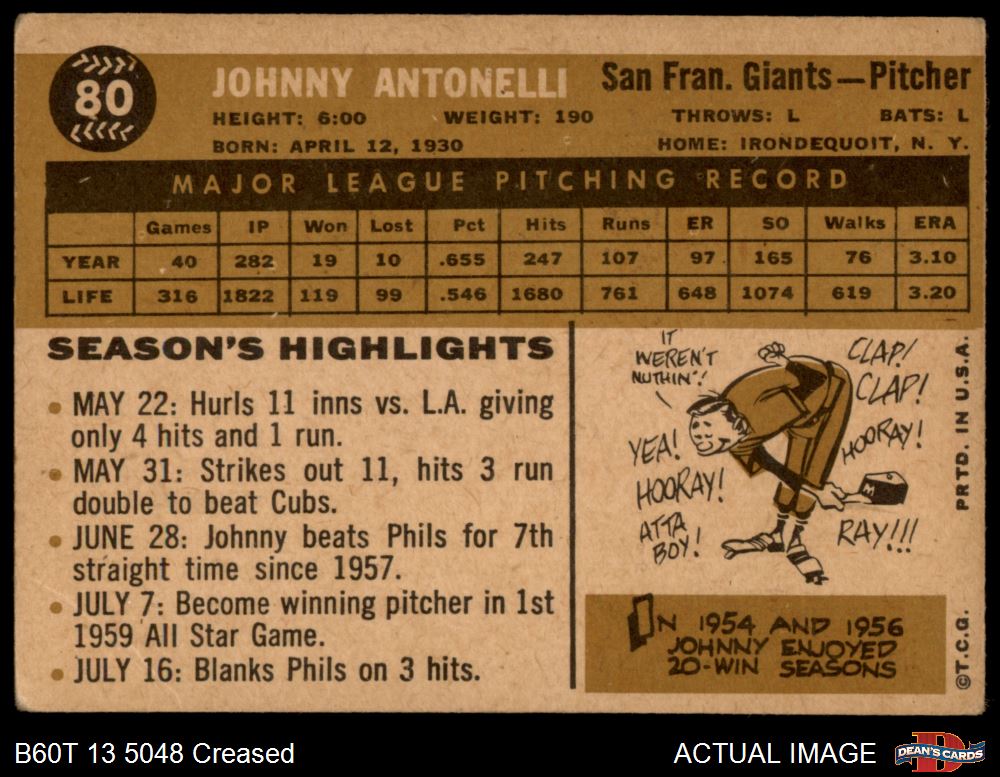 80
JOHNNY ANTONELLI
San Fran. Giants—Pitcher
HEIGHT: 6:00 WEIGHT: 190 THROWS: L BATS: L
BORN: APRIL 12, 1930 HOME: IRONDEQUOIT, N. Y.
MAJOR LEAGUE PITCHING RECORD
Games IP Won Lost Pct Hits Runs ER SO Walks ERA
YEAR 40 282 19 10 .655 247 107 97 165 76 3.10
LIFE 316 1822 119 99 .546 1680 761 648 1074 619 3.20
SEASON'S HIGHLIGHTS
• MAY 22: Hurls 11 inns vs. L.A. giving
only 4 hits and 1 run.
• MAY 31: Strikes out 11, hits 3 run
double to beat Cubs.
• JUNE 28: Johnny beats Phils for 7th
straight time since 1957.
• JULY 7: Become winning pitcher in 1st
1959 All Star Game.
• JULY 16: Blanks Phils on 3 hits.
IT
WEREN'T
NUTHIN'!
CLAP!
CLAP!
YEA!
HOORAY!
HOORAY!
ATTA
BOY!
RAY!!!
IN 1954 AND 1956
JOHNNY ENJOYED
20-WIN SEASONS
PRTD. IN U.S.A.
©T.C.G.
B60T 13 5048 Creased
ACTUAL IMAGE
DEAN'S CARDS